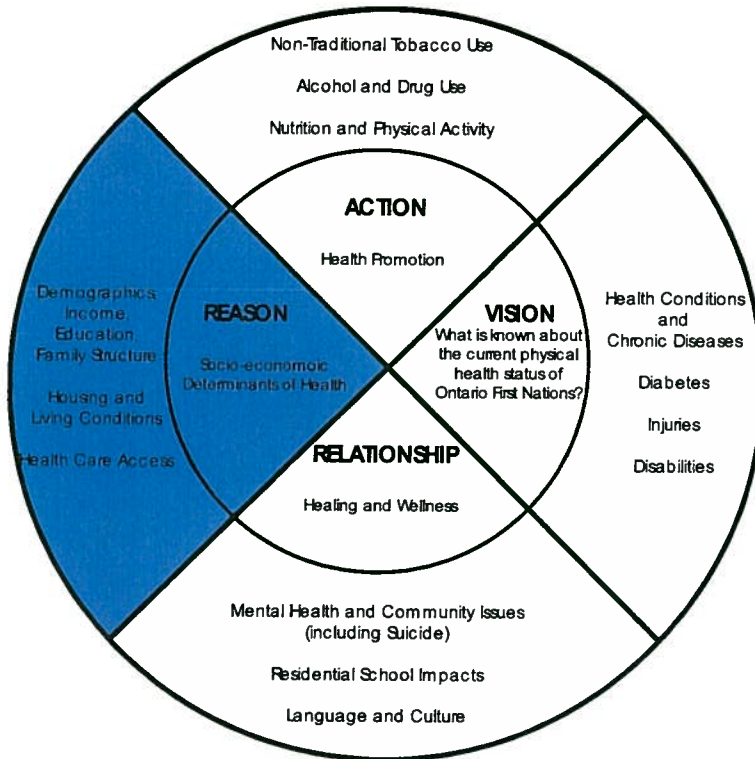 Non-Traditional Tobacco Use
Alcohol and Drug Use
Nutrition and Physical Activity
ACTION
Health Promotion
Demographics
Income,
Education,
Family Structure
Housing and
Living Conditions
Health Care Access
REASON
Socio-economoic
Determinants of Health
VISION
What is known about
the current physical
health status of
Ontario First Nations?
Health Conditions
and
Chronic Diseases
Diabetes
Injuries
Disabilities
RELATIONSHIP
Healing and Wellness
Mental Health and Community Issues
(including Suicide)
Residential School Impacts
Language and Culture